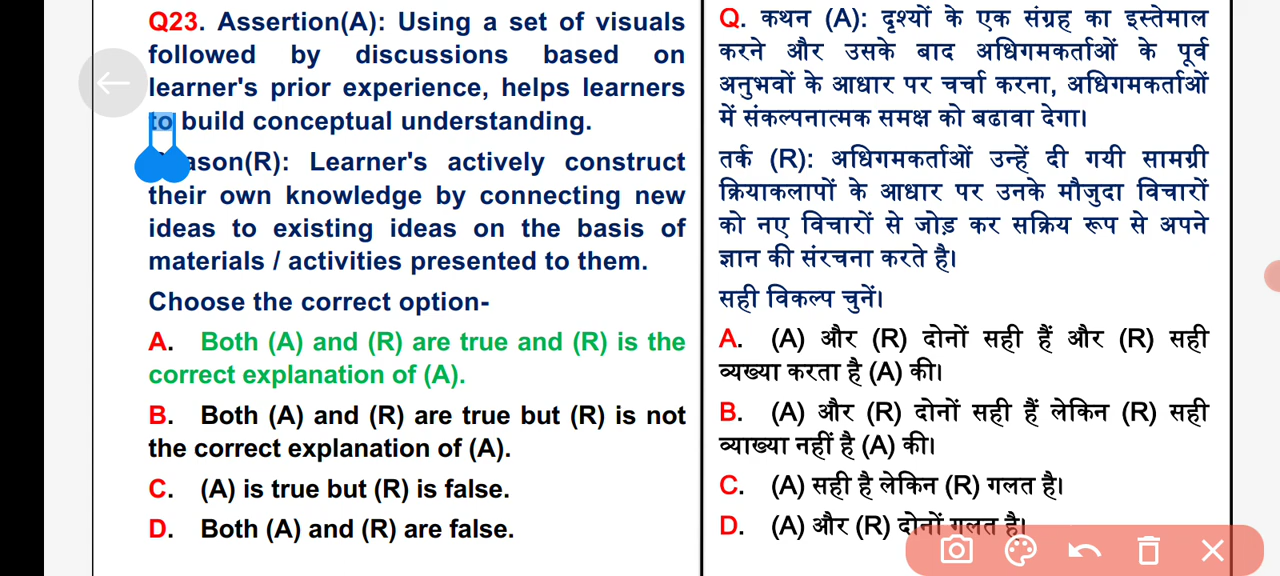 Q23. Assertion(A): Using a set of visuals
followed by discussions based on
learner's prior experience, helps learners
to build conceptual understanding.
ason(R): Learner's actively construct
their own knowledge by connecting new
ideas to existing ideas on the basis of
materials / activities presented to them.
Choose the correct option-
A. Both (A) and (R) are true and (R) is the
correct explanation of (A).
B. Both (A) and (R) are true but (R) is not
the correct explanation of (A).
C. (A) is true but (R) is false.
D. Both (A) and (R) are false.
Q. कथन (A): दृश्यों के एक संग्रह का इस्तेमाल
करने और उसके बाद अधिगमकर्ताओं के पूर्व
अनुभवों के आधार पर चर्चा करना, अधिगमकर्ताओं
में संकल्पनात्मक समक्ष को बढावा देगा।
तर्क (R): अधिगमकर्ताओं उन्हें दी गयी सामग्री
क्रियाकलापों के आधार पर उनके मौजुदा विचारों
को नए विचारों से जोड़ कर सक्रिय रूप से अपने
ज्ञान की संरचना करते है।
सही विकल्प चुनें।
A. (A) और (R) दोनों सही हैं और (R) सही
व्यख्या करता है (A) की।
B. (A) और (R) दोनों सही हैं लेकिन (R) सही
व्याख्या नहीं है (A) की।
C. (A) सही है लेकिन (R) गलत है।
D. (A) और (R) दोनों गलत है।